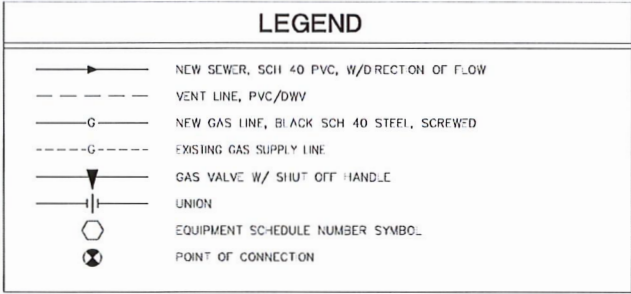 LEGEND
NEW SEWER, SCH 40 PVC, W/DIRECTION OF FLOW
VENT LINE, PVC/DWV
G NEW GAS LINE, BLACK SCH 40 STEEL, SCREWED
G EXISTING GAS SUPPLY LINE
GAS VALVE W/ SHUT OFF HANDLE
UNION
EQUIPMENT SCHEDULE NUMBER SYMBOL
POINT OF CONNECTION